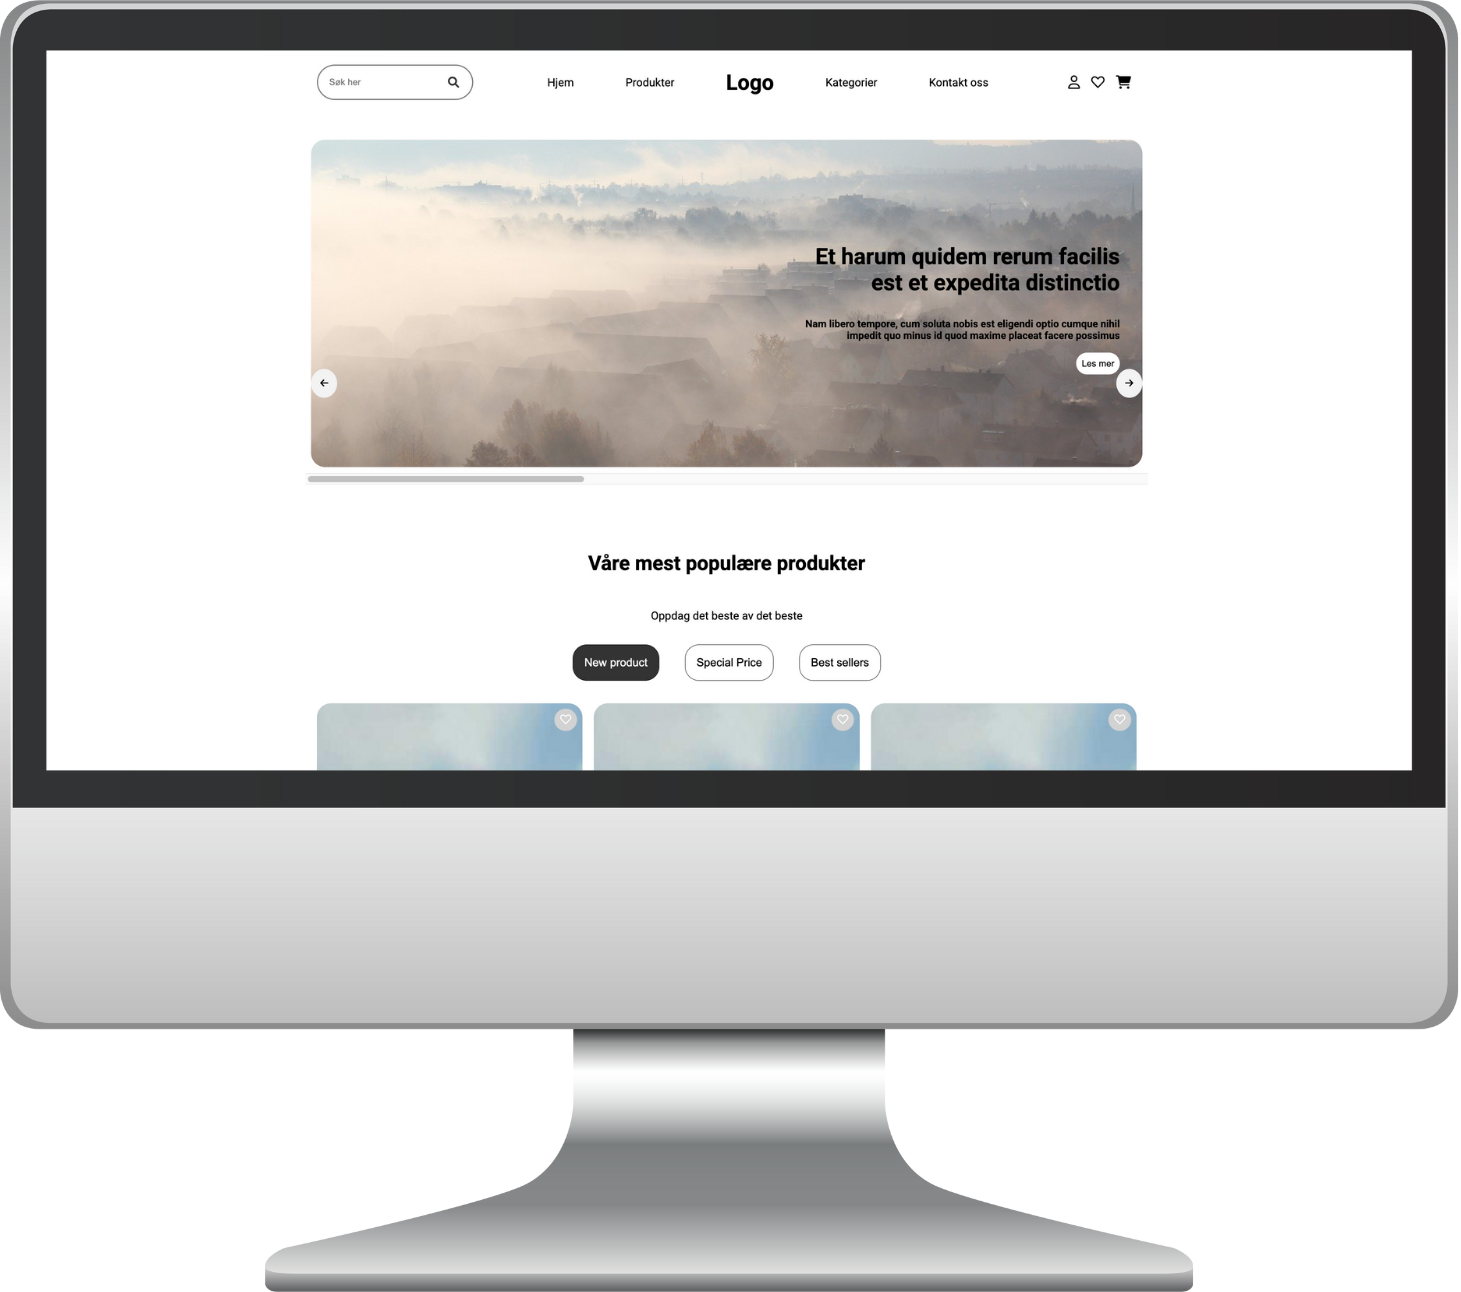 Søk her
Hjem
Produkter
Logo
Kategorier
Kontakt oss
Et harum quidem rerum facilis
est et expedita distinctio
Nam libero tempore, cum soluta nobis est eligendi optio cumque nihil
impedit quo minus id quod maxime placeat facere possimus
Les mer
Våre mest populære produkter
Oppdag det beste av det beste
New product
Special Price
Best sellers